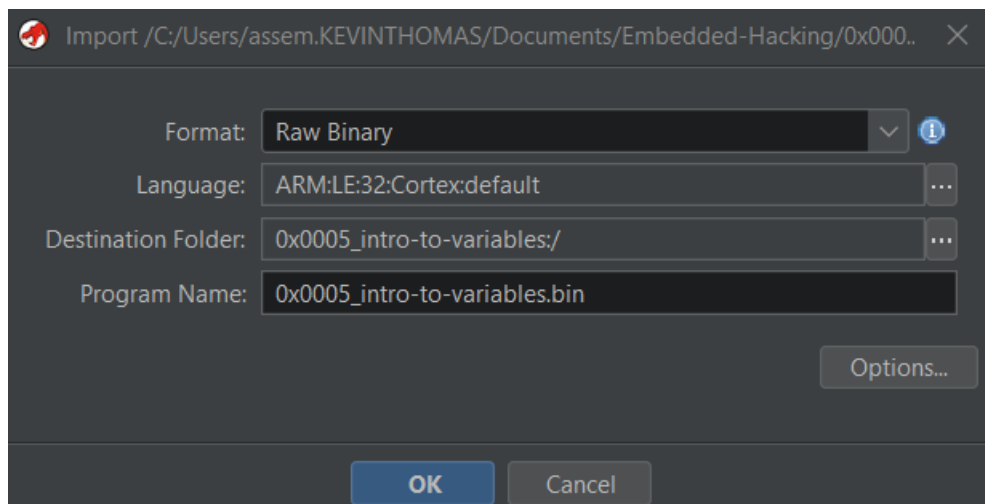 Import /C:/Users/assem.KEVINTHOMAS/Documents/Embedded-Hacking/0x000..
Format: Raw Binary
Language: ARM:LE:32:Cortex:default ...
Destination Folder: 0x0005_intro-to-variables:/ ...
Program Name: 0x0005_intro-to-variables.bin
Options...
OK Cancel